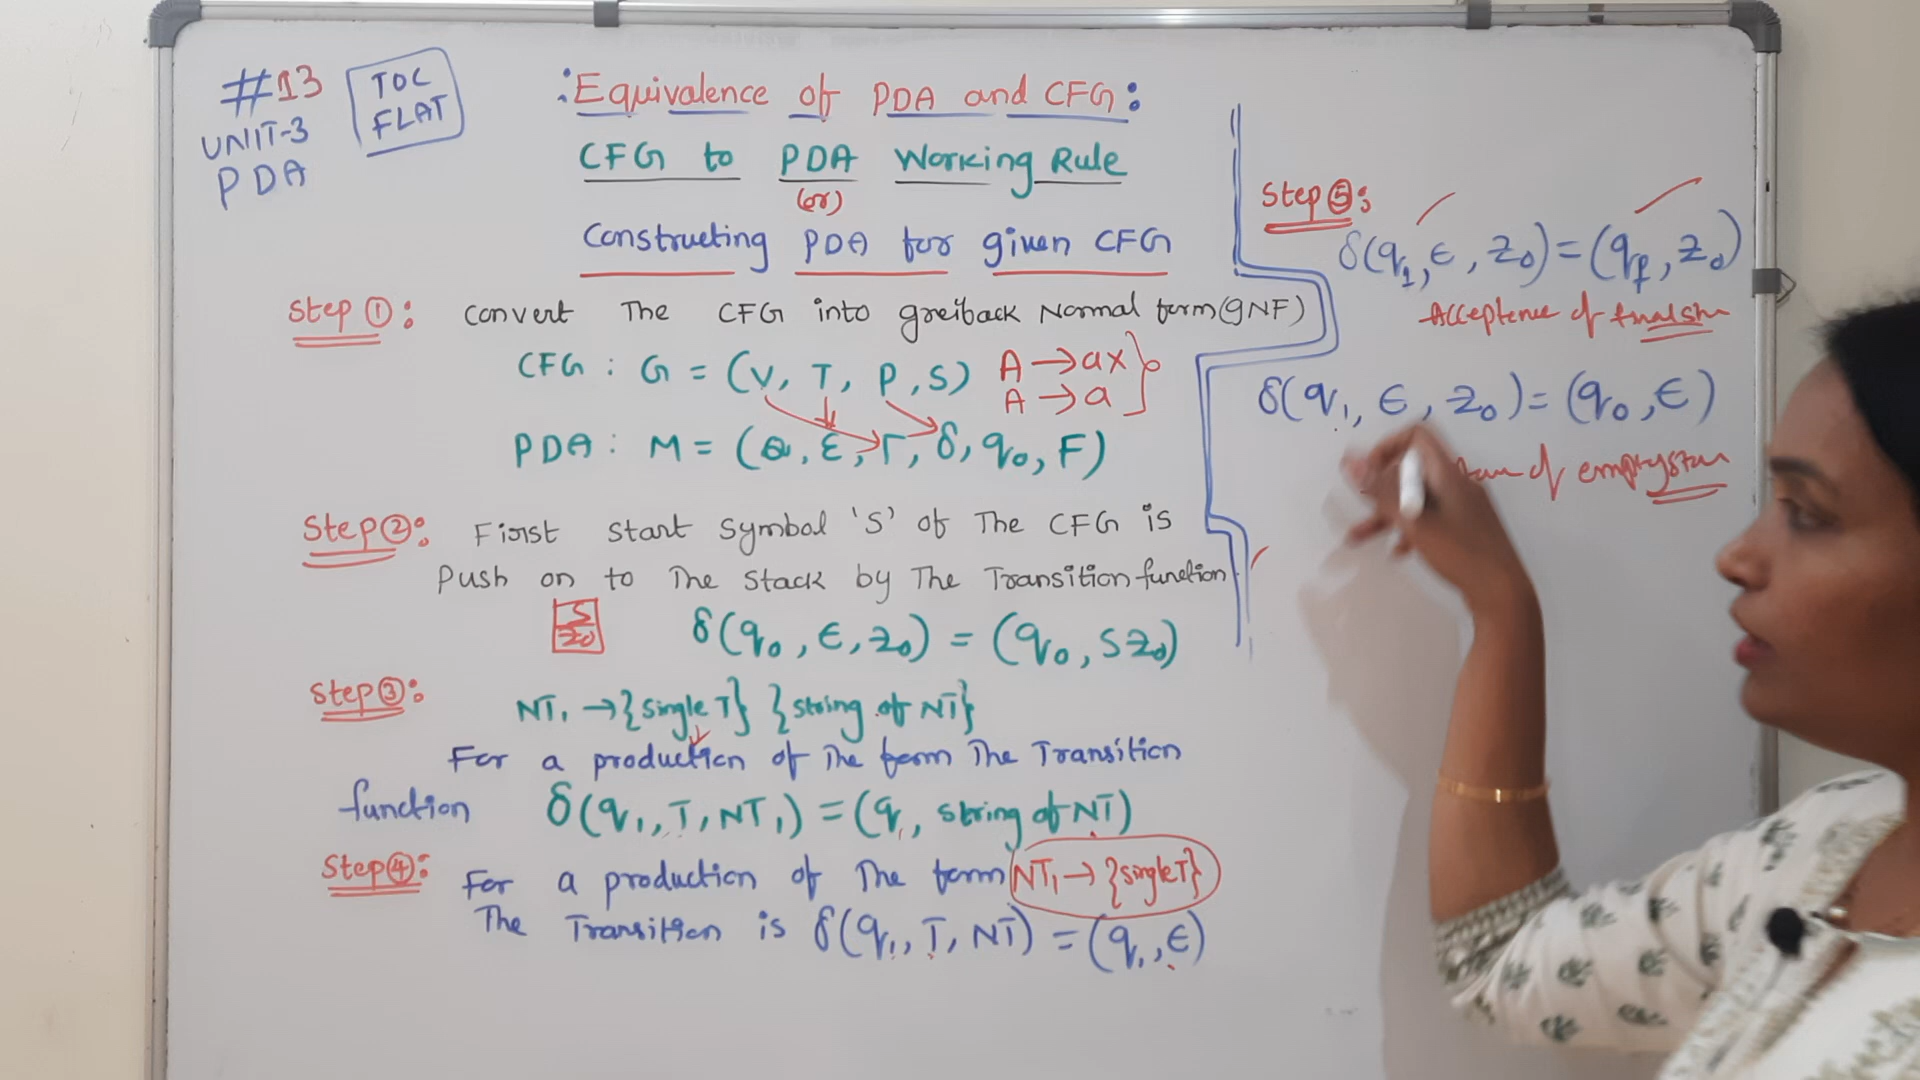 #13
UNIT-3
PDA
TOC
FLAT
:Equivalence of PDA and CFG:
CFG to PDA Working Rule
(or)
Constructing PDA for given CFG
Step ①: Convert The CFG into greiback Normal form(gNF)
CFG : G = (V, T, P, S) A → ax
A → a
PDA : M = (Q, Σ, Γ, δ, q₀, F)
Step②: First Start Symbol 'S' of The CFG is
Push on to The Stack by The Transition function
S
Z₀
δ(q₀, ϵ, z₀) = (q₀, S z₀)
Step③: NT₁ → {single T} {string of NT}
For a production of The form The Transition
function δ(q₁, T, NT₁) = (q₁, string of NT)
Step④: For a production of The form NT₁ → {single T}
The Transition is δ(q₁, T, NT) = (q₁, ϵ)
Step⑤:
δ(q₁, ϵ, z₀) = (qf, z₀)
Acceptence of final
δ(q₁, ϵ, z₀) = (q₀, ϵ)
of empty